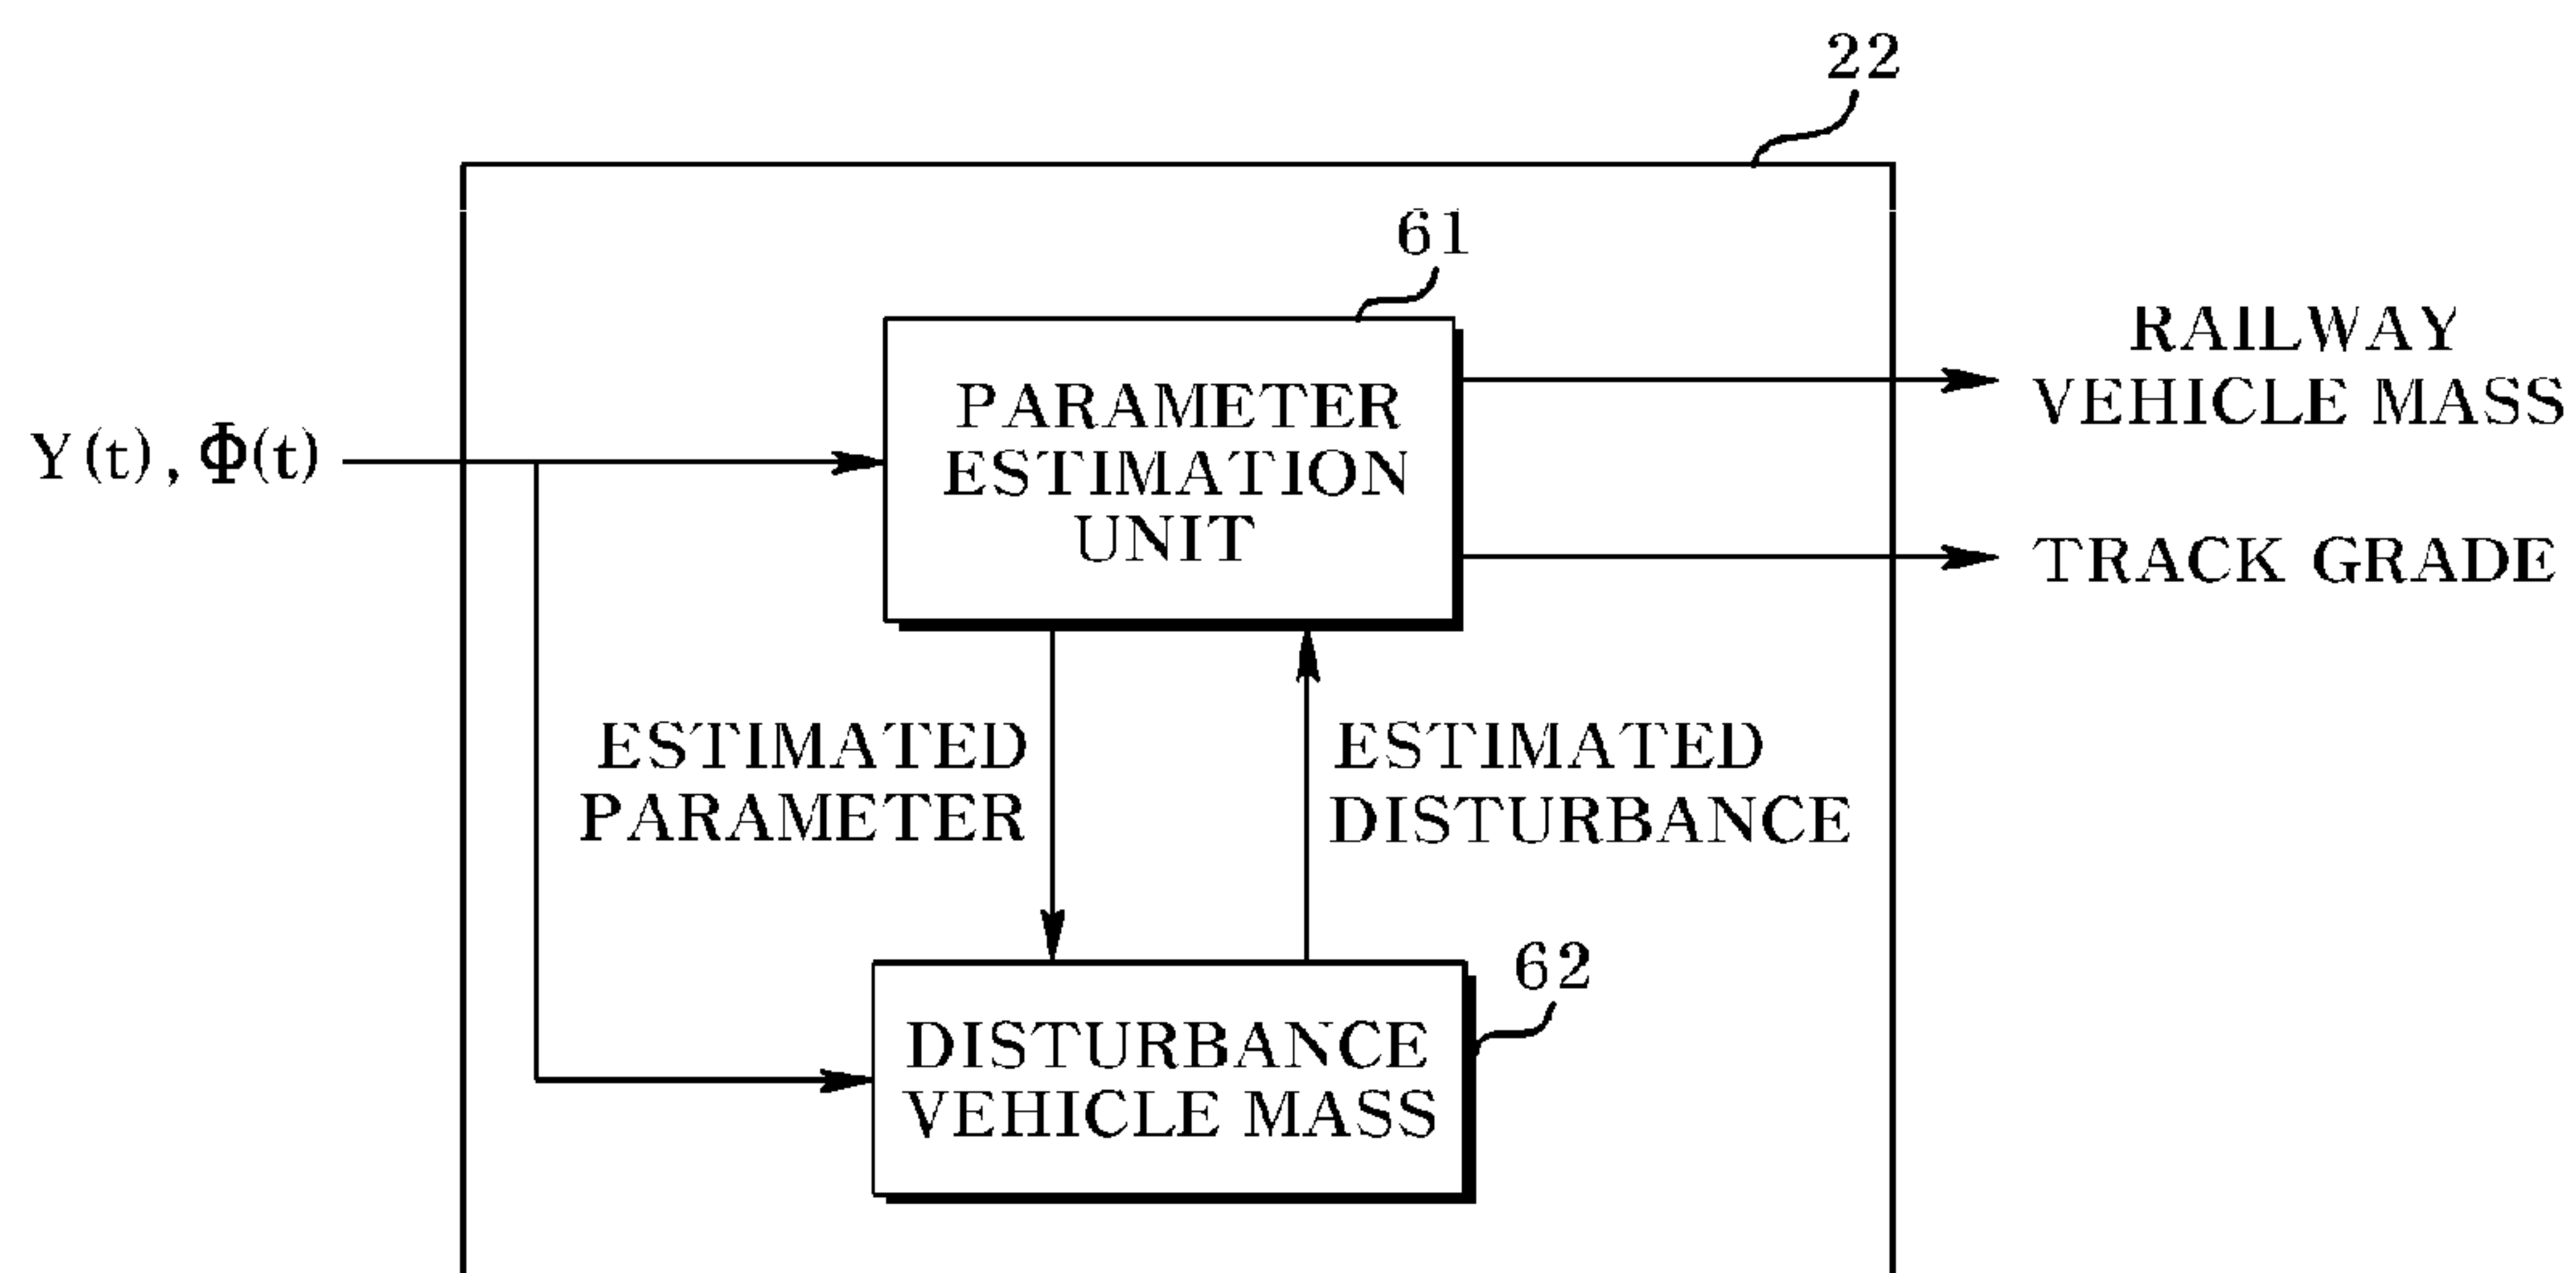 22
61
RAILWAY
VEHICLE MASS
PARAMETER
ESTIMATION
UNIT
Y(t), Φ(t)
TRACK GRADE
ESTIMATED
PARAMETER
ESTIMATED
DISTURBANCE
62
DISTURBANCE
VEHICLE MASS